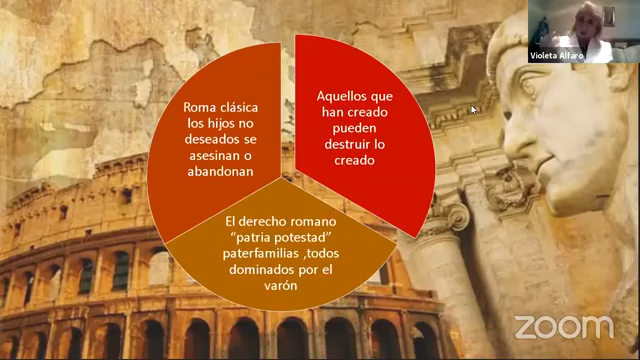 Violeta Alfaro
Roma clásica
los hijos no
deseados se
asesinan o
abandonan
Aquellos que
han creado
pueden
destruir lo
creado
El derecho romano
“patria potestad”
paterfamilias ,todos
dominados por el
varón
zoom